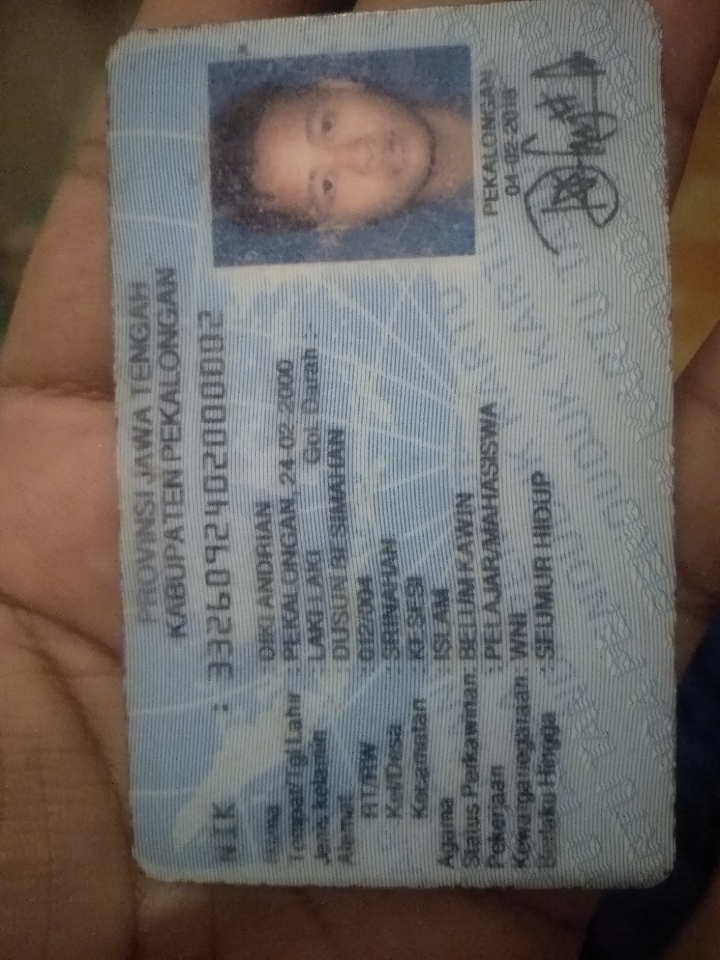 PROVINSI JAWA TENGAH
KABUPATEN PEKALONGAN
NIK : 3326092402000002
Nama : DIKI ANDRIAN
Tempat/Tgl Lahir : PEKALONGAN, 24-02-2000
Jenis kelamin : LAKI-LAKI Gol. Darah : -
Alamat : DUSUN BESIMAHAN
RT/RW : 012/004
Kel/Desa : SRINAHAN
Kecamatan : KESESI
Agama : ISLAM
Status Perkawinan: BELUM KAWIN
Pekerjaan : PELAJAR/MAHASISWA
Kewarganegaraan: WNI
Berlaku Hingga : SEUMUR HIDUP
PEKALONGAN
04-02-2018